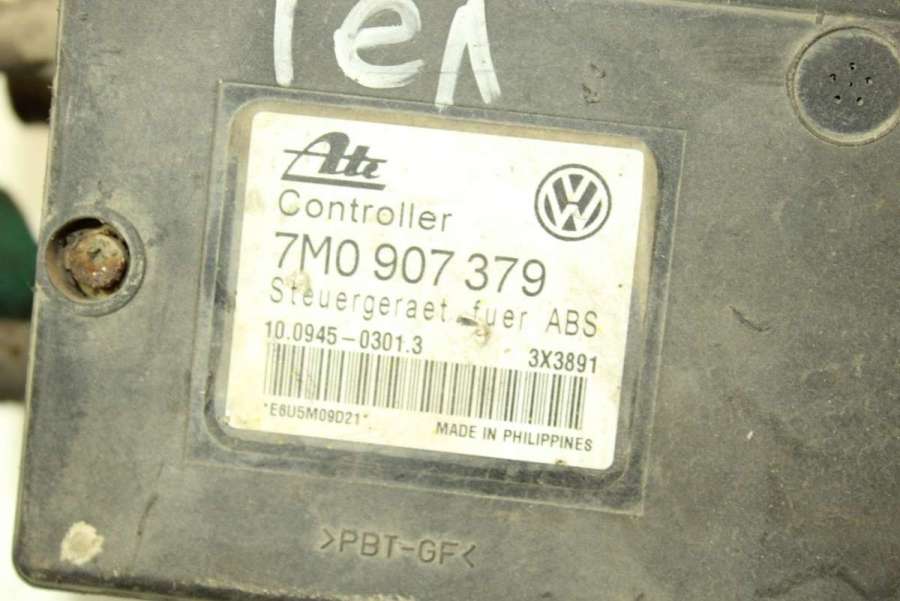 1e1
Ate
Controller
7M0 907 379
Steuergeraet fuer ABS
10.0945-0301.3 3X3891
*E6U5M09D21*
MADE IN PHILIPPINES
>PBT-GF<